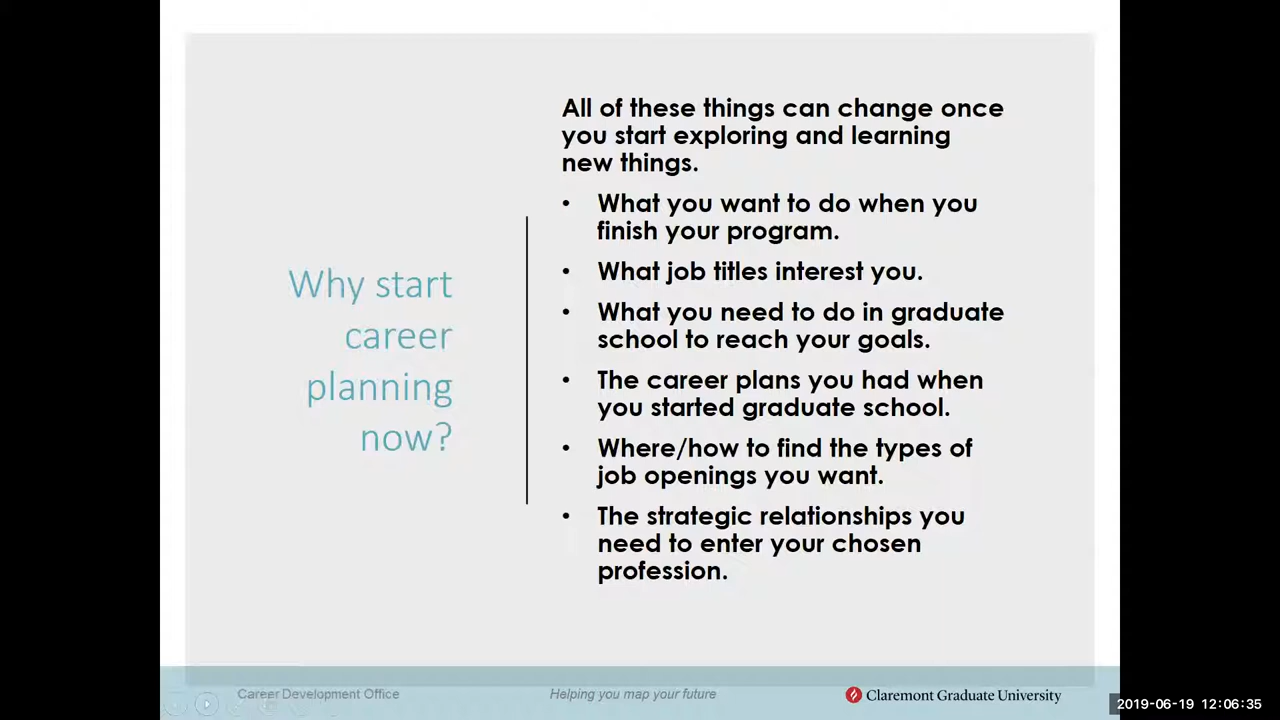 Why start
career
planning
now?
All of these things can change once
you start exploring and learning
new things.
• What you want to do when you
finish your program.
• What job titles interest you.
• What you need to do in graduate
school to reach your goals.
• The career plans you had when
you started graduate school.
• Where/how to find the types of
job openings you want.
• The strategic relationships you
need to enter your chosen
profession.
Career Development Office
Helping you map your future
Claremont Graduate University
2019-06-19 12:06:35